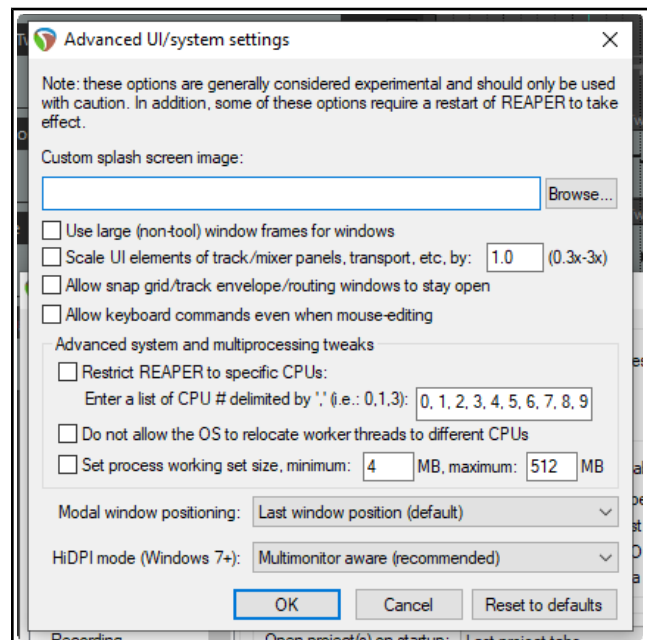 Advanced UI/system settings
Note: these options are generally considered experimental and should only be used
with caution. In addition, some of these options require a restart of REAPER to take
effect.
Custom splash screen image:
Browse...
Use large (non-tool) window frames for windows
Scale UI elements of track/mixer panels, transport, etc, by: 1.0 (0.3x-3x)
Allow snap grid/track envelope/routing windows to stay open
Allow keyboard commands even when mouse-editing
Advanced system and multiprocessing tweaks
Restrict REAPER to specific CPUs:
Enter a list of CPU # delimited by ',' (i.e.: 0,1,3): 0, 1, 2, 3, 4, 5, 6, 7, 8, 9
Do not allow the OS to relocate worker threads to different CPUs
Set process working set size, minimum: 4 MB, maximum: 512 MB
Modal window positioning: Last window position (default)
HiDPI mode (Windows 7+): Multimonitor aware (recommended)
OK Cancel Reset to defaults